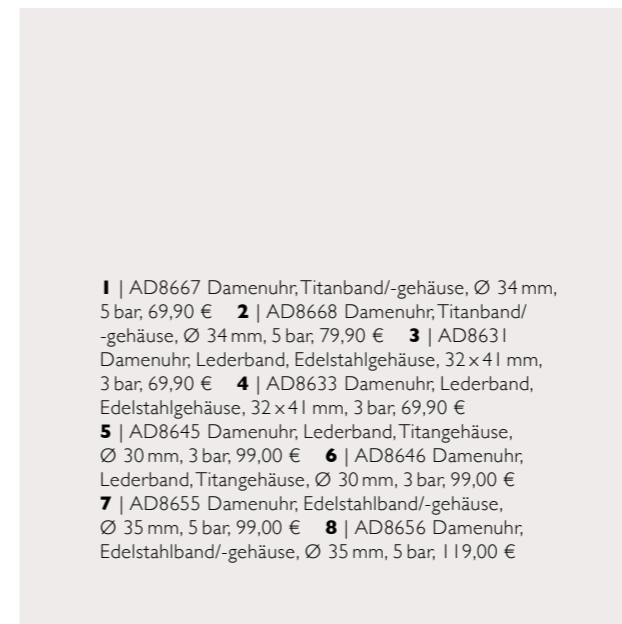 1 | AD8667 Damenuhr, Titanband/-gehäuse, Ø 34 mm,
5 bar, 69,90 € 2 | AD8668 Damenuhr, Titanband/
-gehäuse, Ø 34 mm, 5 bar, 79,90 € 3 | AD8631
Damenuhr, Lederband, Edelstahlgehäuse, 32 x 41 mm,
3 bar, 69,90 € 4 | AD8633 Damenuhr, Lederband,
Edelstahlgehäuse, 32 x 41 mm, 3 bar, 69,90 €
5 | AD8645 Damenuhr, Lederband, Titangehäuse,
Ø 30 mm, 3 bar, 99,00 € 6 | AD8646 Damenuhr,
Lederband, Titangehäuse, Ø 30 mm, 3 bar, 99,00 €
7 | AD8655 Damenuhr, Edelstahlband/-gehäuse,
Ø 35 mm, 5 bar, 99,00 € 8 | AD8656 Damenuhr,
Edelstahlband/-gehäuse, Ø 35 mm, 5 bar, 119,00 €